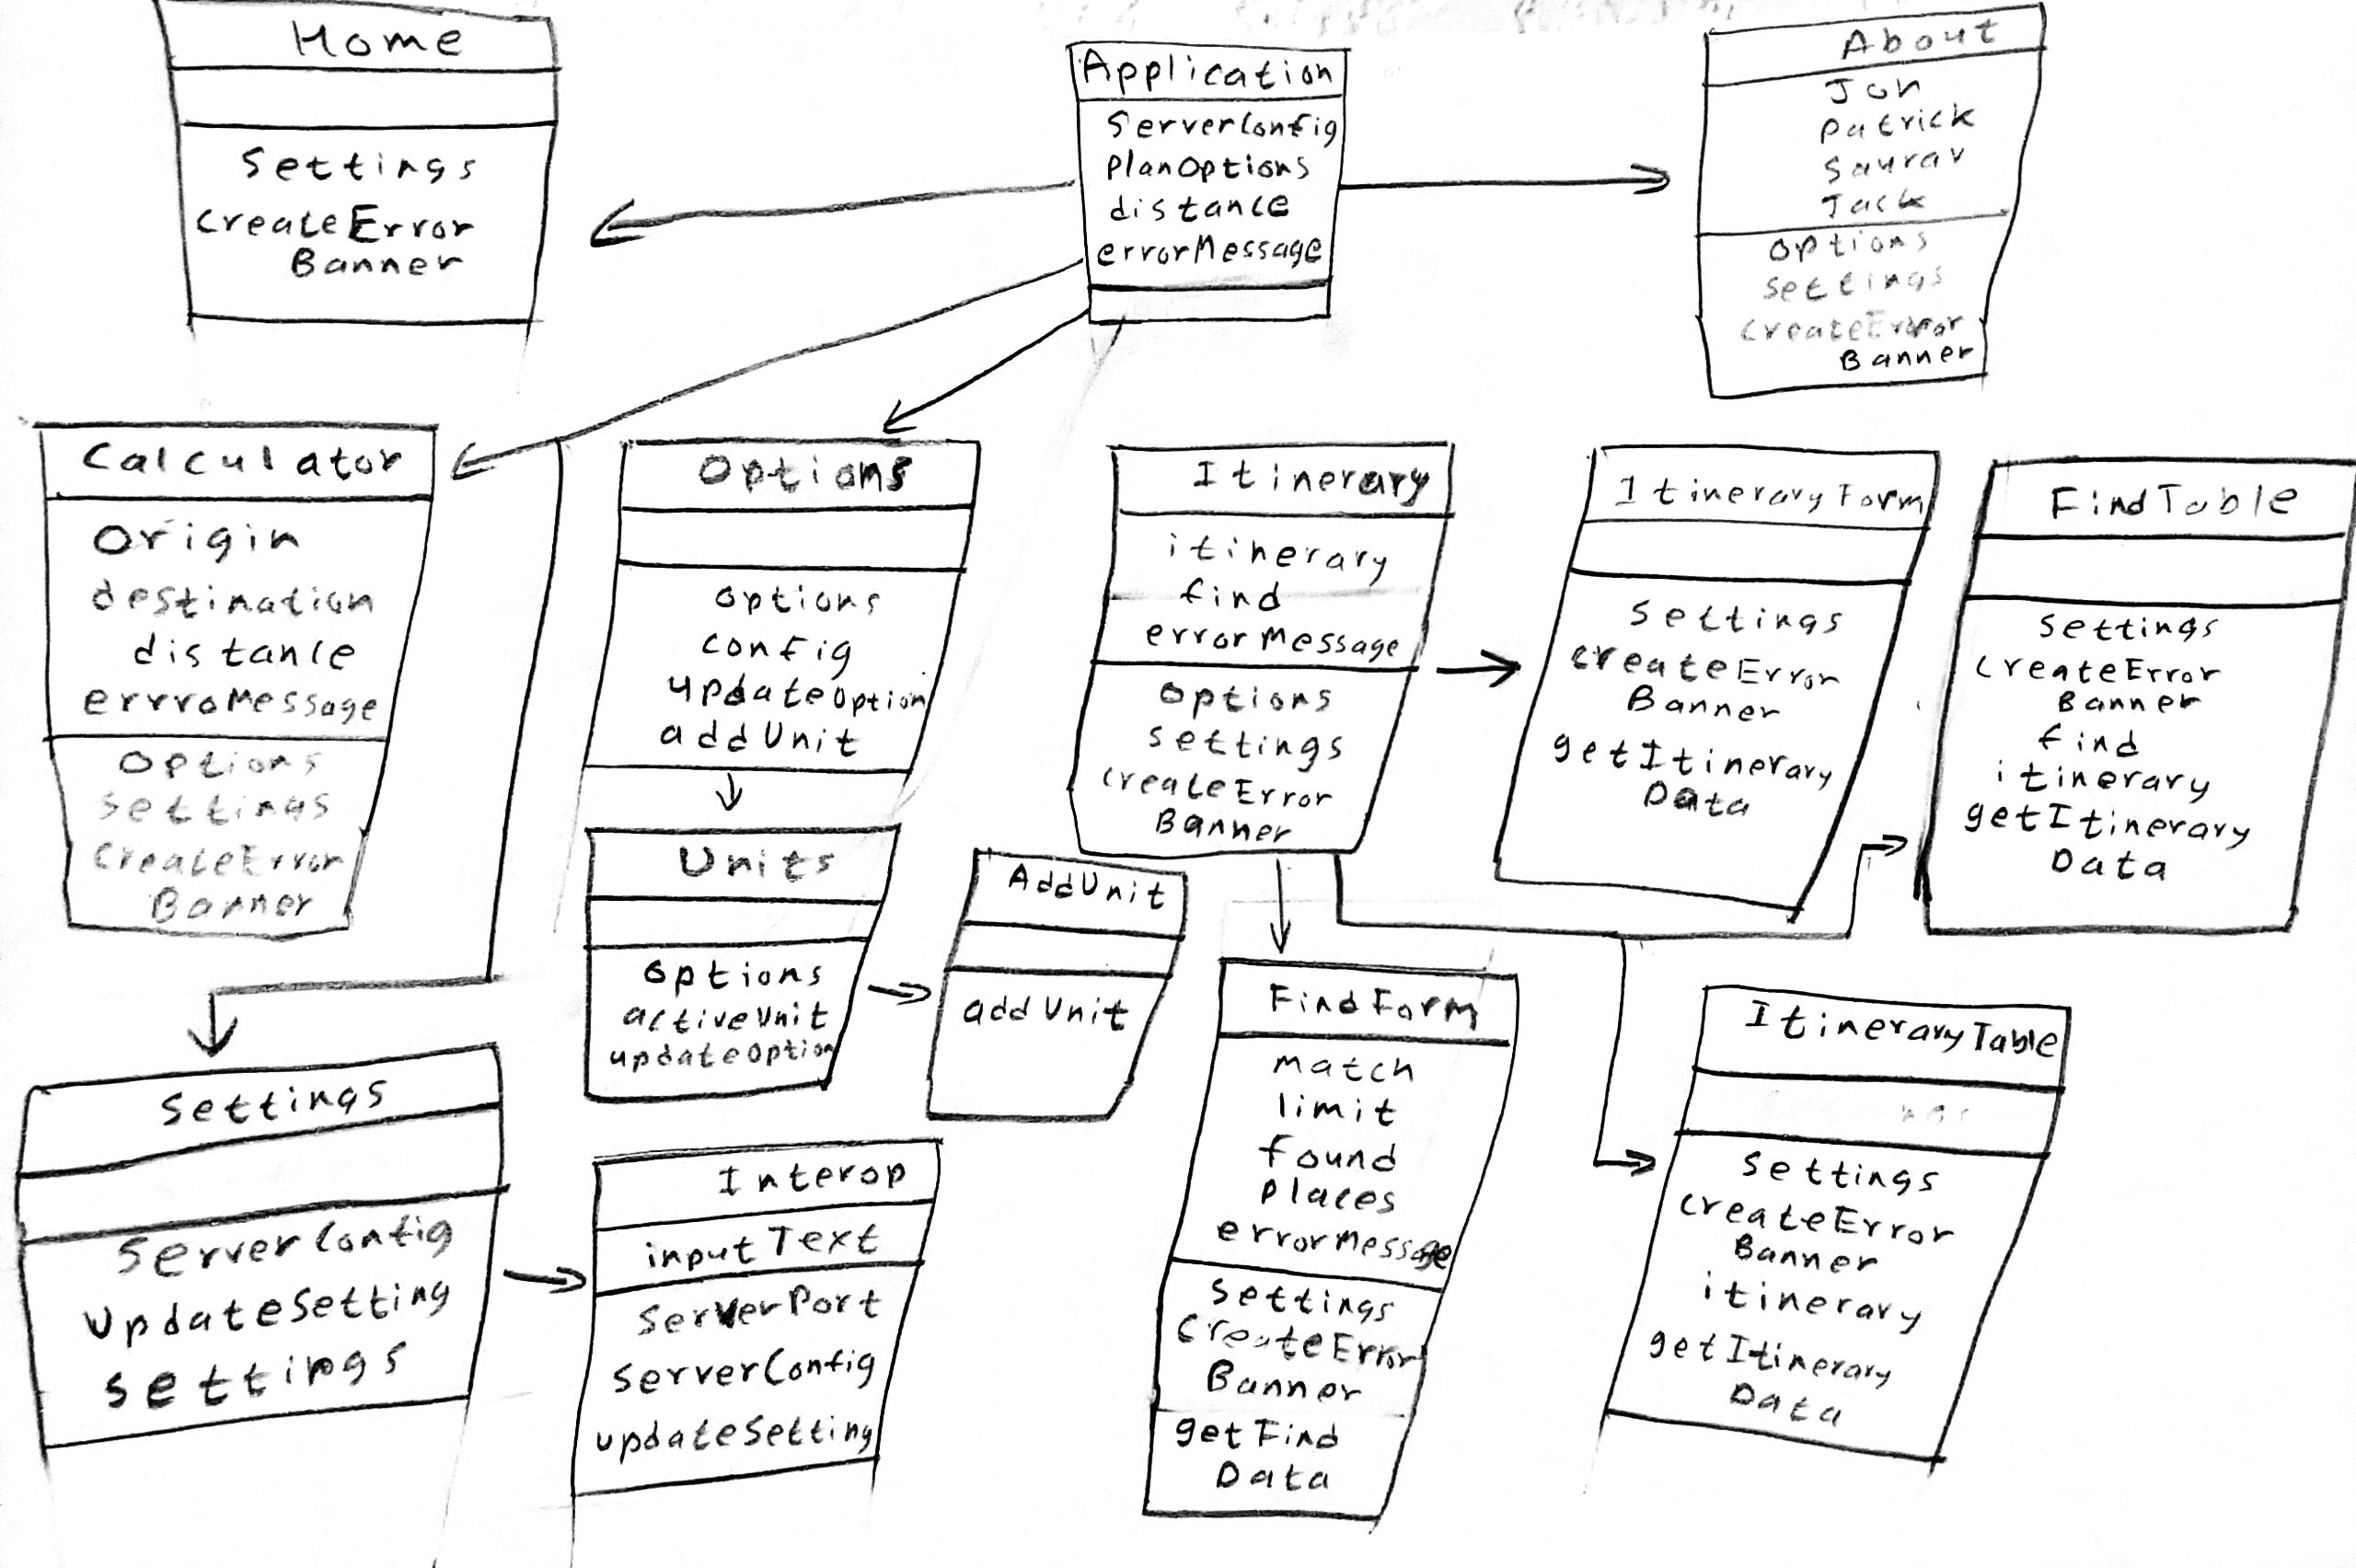 Home
Settings
createError
Banner
Application
ServerConfig
PlanOptions
distance
errorMessage
About
Jon
Patrick
Saurav
Jack
options
settings
createError
Banner
Calculator
Origin
destination
distance
errroMessage
Options
settings
CreateError
Banner
Options
options
config
updateOption
addUnit
Itinerary
itinerary
find
errorMessage
options
settings
createError
Banner
ItineraryForm
settings
createError
Banner
getItinerary
Data
FindTable
settings
createError
Banner
find
itinerary
getItinerary
Data
Units
options
activeUnit
updateOption
AddUnit
addUnit
Settings
ServerConfig
UpdateSetting
settings
Interop
inputText
ServerPort
serverConfig
updateSetting
FindForm
match
limit
found
places
errorMessage
settings
CreateError
Banner
getFind
Data
ItineraryTable
settings
createError
Banner
itinerary
getItinerary
Data